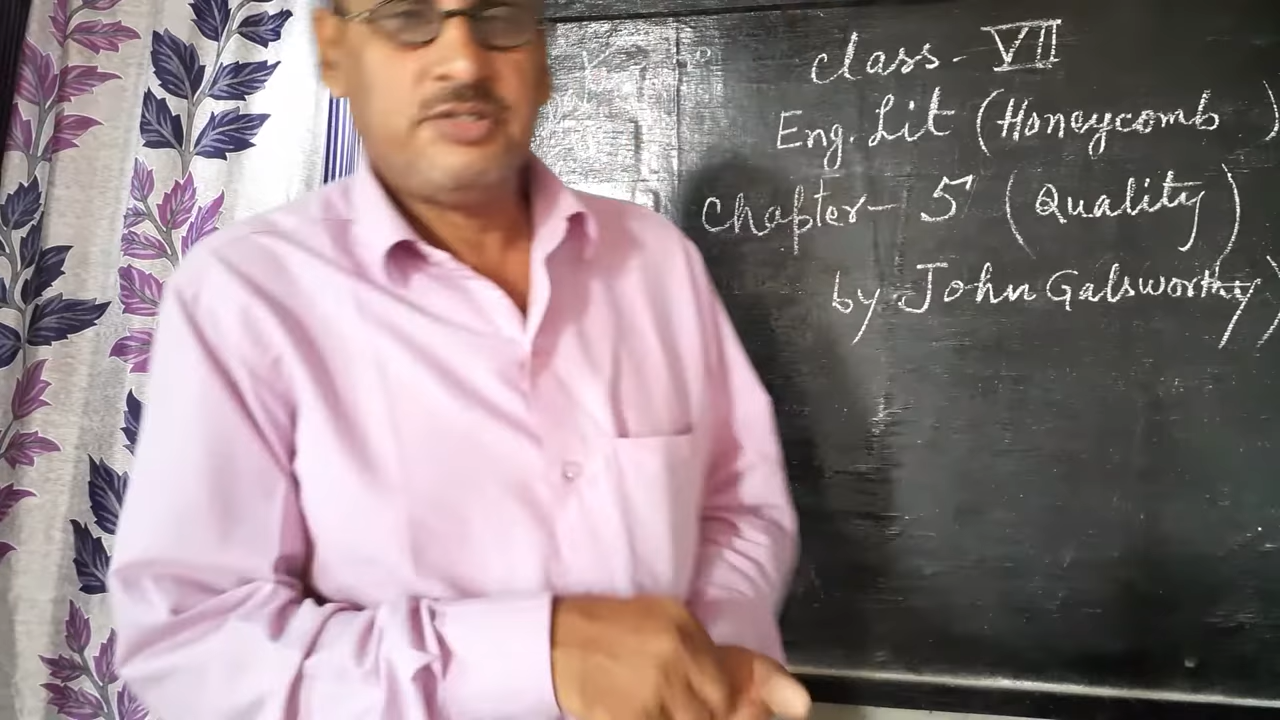 Class - VII
Eng. Lit (Honeycomb )
Chapter - 5 ( Quality )
by John Galsworthy )